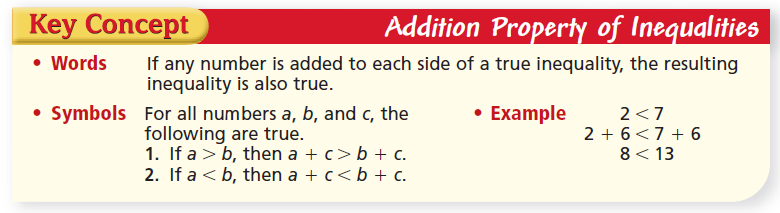 Key Concept
Addition Property of Inequalities
• Words If any number is added to each side of a true inequality, the resulting
inequality is also true.
• Symbols For all numbers a, b, and c, the
following are true.
1. If a > b, then a + c > b + c.
2. If a < b, then a + c < b + c.
• Example 2 < 7
2 + 6 < 7 + 6
8 < 13